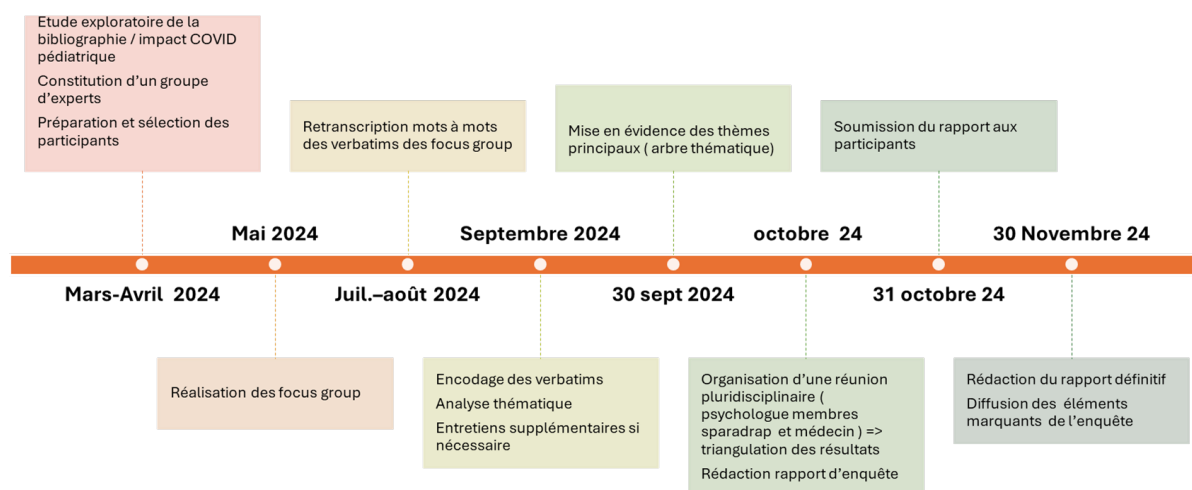 Etude exploratoire de la
bibliographie / impact COVID
pédiatrique
Constitution d'un groupe
d'experts
Préparation et sélection des
participants
Retranscription mots à mots
des verbatims des focus group
Mise en évidence des thèmes
principaux ( arbre thématique)
Soumission du rapport aux
participants
Mai 2024
Septembre 2024
octobre 24
30 Novembre 24
Mars-Avril 2024
Juil.–août 2024
30 sept 2024
31 octobre 24
Réalisation des focus group
Encodage des verbatims
Analyse thématique
Entretiens supplémentaires si
nécessaire
Organisation d'une réunion
pluridisciplinaire (
psychologue membres
sparadrap et médecin ) =>
triangulation des résultats
Rédaction rapport d'enquête
Rédaction du rapport définitif
Diffusion des éléments
marquants de l'enquête